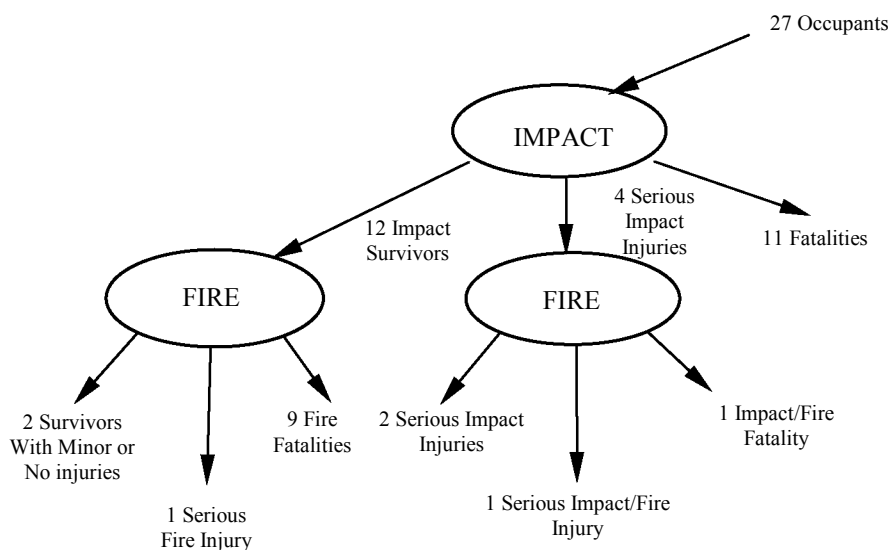 27 Occupants
IMPACT
12 Impact
Survivors
4 Serious
Impact
Injuries
11 Fatalities
FIRE
FIRE
2 Survivors
With Minor or
No injuries
1 Serious
Fire Injury
9 Fire
Fatalities
2 Serious Impact
Injuries
1 Serious Impact/Fire
Injury
1 Impact/Fire
Fatality